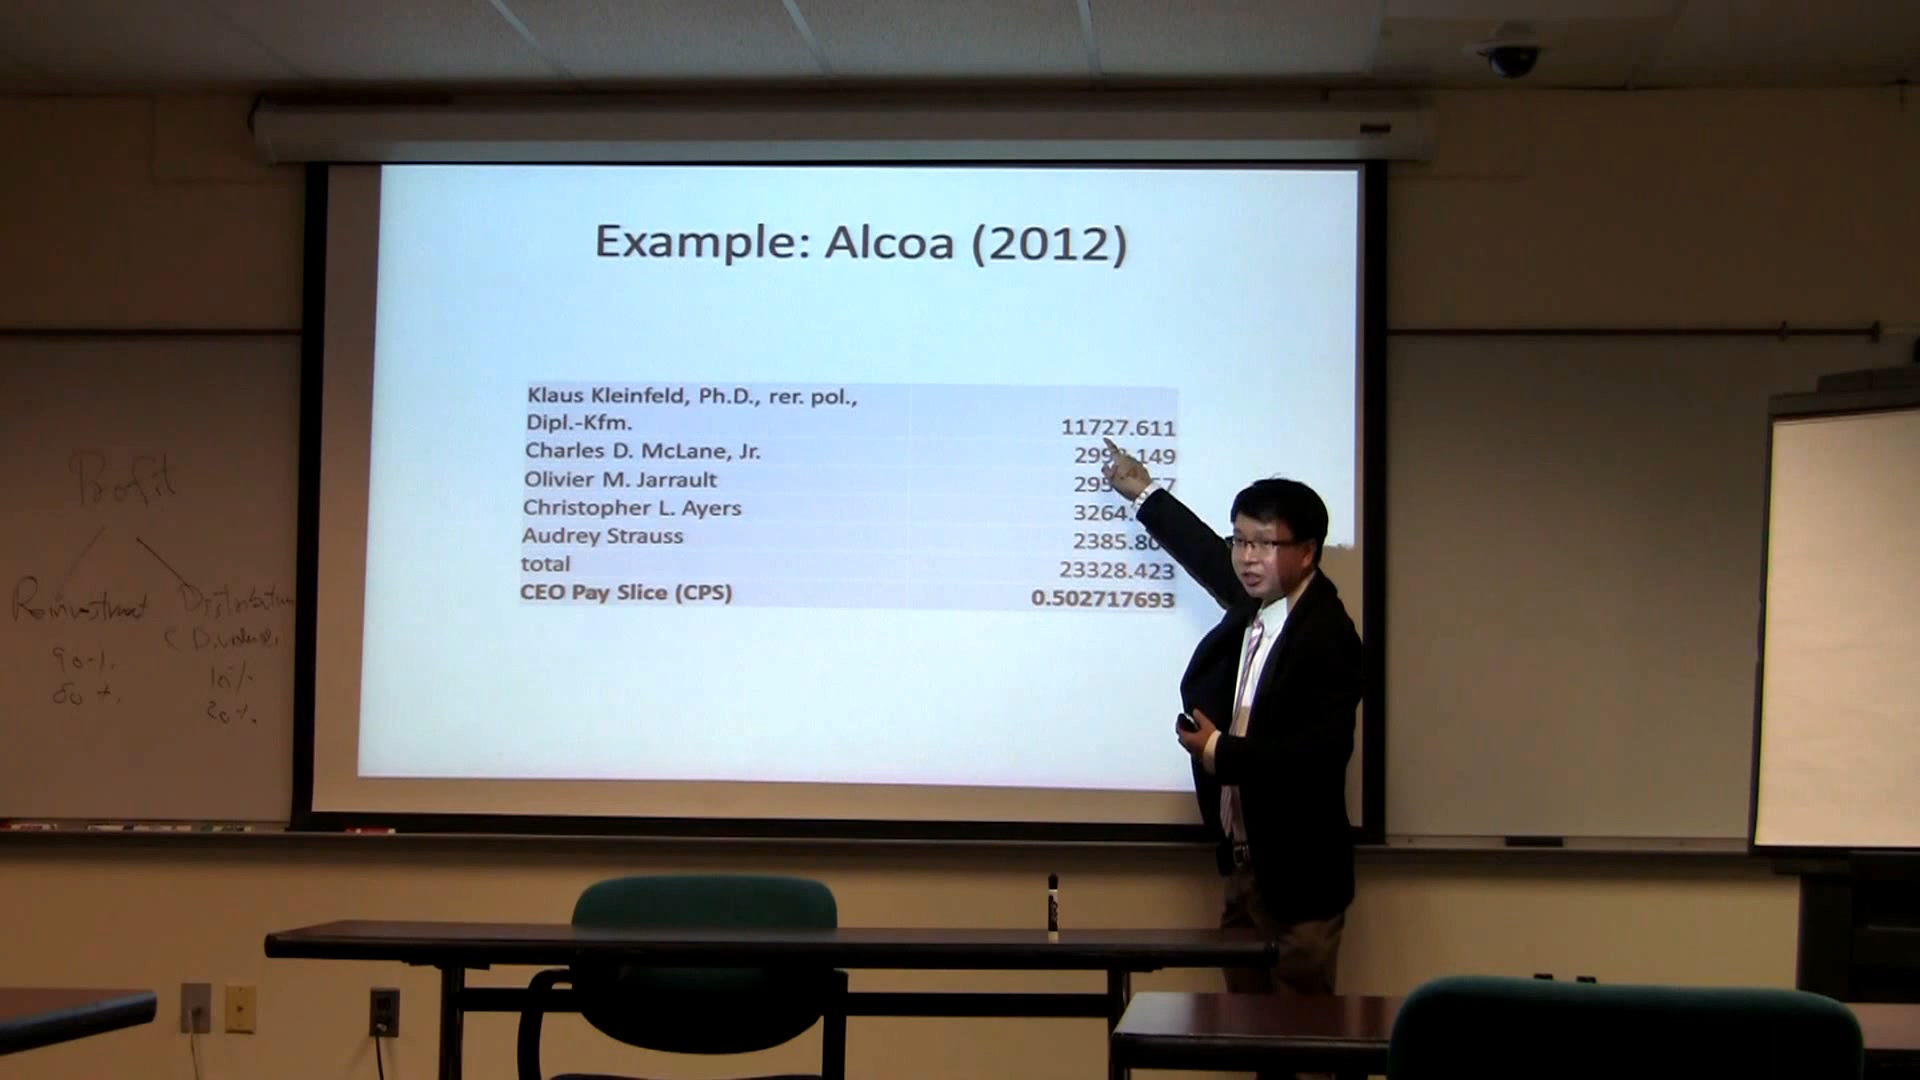 Example: Alcoa (2012)
Klaus Kleinfeld, Ph.D., rer. pol.,
Dipl.-Kfm. 11727.611
Charles D. McLane, Jr.
Olivier M. Jarrault
Christopher L. Ayers
Audrey Strauss
total 23328.423
CEO Pay Slice (CPS) 0.502717693
Profit
Reinvestment
90%
10%
80%
20%